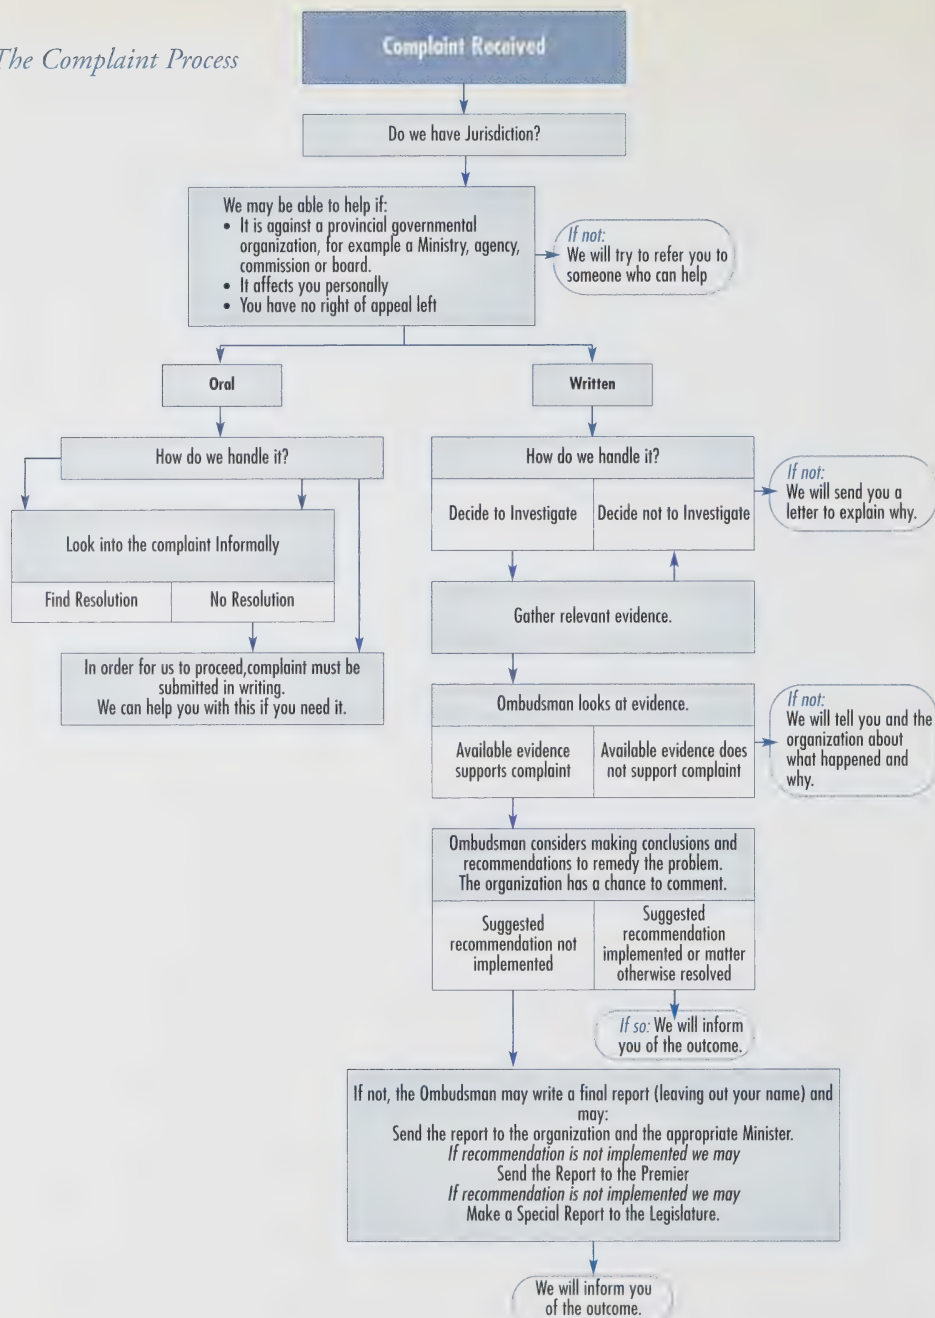 The Complaint Process
Complaint Received
Do we have Jurisdiction?
We may be able to help if:
• It is against a provincial governmental
organization, for example a Ministry, agency,
commission or board.
• It affects you personally
• You have no right of appeal left
If not:
We will try to refer you to
someone who can help
Oral
Written
How do we handle it?
Look into the complaint Informally
Find Resolution
No Resolution
In order for us to proceed,complaint must be
submitted in writing.
We can help you with this if you need it.
How do we handle it?
Decide to Investigate
Decide not to Investigate
If not:
We will send you a
letter to explain why.
Gather relevant evidence.
Ombudsman looks at evidence.
Available evidence
supports complaint
Available evidence does
not support complaint
If not:
We will tell you and the
organization about
what happened and
why.
Ombudsman considers making conclusions and
recommendations to remedy the problem.
The organization has a chance to comment.
Suggested
recommendation not
implemented
Suggested
recommendation
implemented or matter
otherwise resolved
If so: We will inform
you of the outcome.
If not, the Ombudsman may write a final report (leaving out your name) and
may:
Send the report to the organization and the appropriate Minister.
If recommendation is not implemented we may
Send the Report to the Premier
If recommendation is not implemented we may
Make a Special Report to the Legislature.
We will inform you
of the outcome.